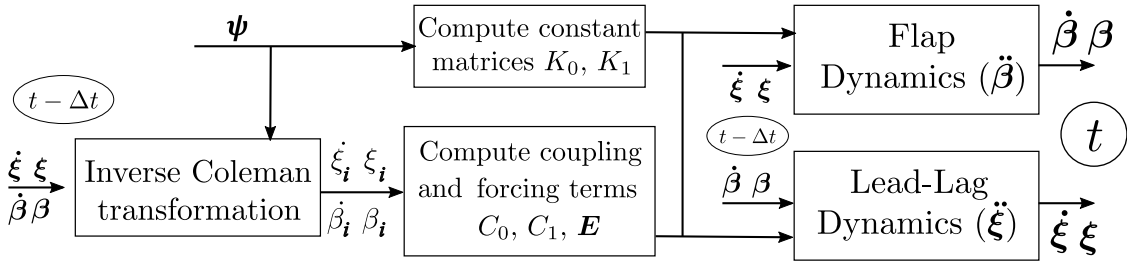 ψ
Compute constant
matrices K₀, K₁
Flap
Dynamics (β̈)
β̇ β
ξ̇ ξ
t − Δt
t − Δt
t
ξ̇ ξ
β̇ β
Inverse Coleman
transformation
ξ̇ᵢ ξᵢ
β̇ᵢ βᵢ
Compute coupling
and forcing terms
C₀, C₁, E
β̇ β
Lead-Lag
Dynamics (ξ̈)
ξ̇ ξ